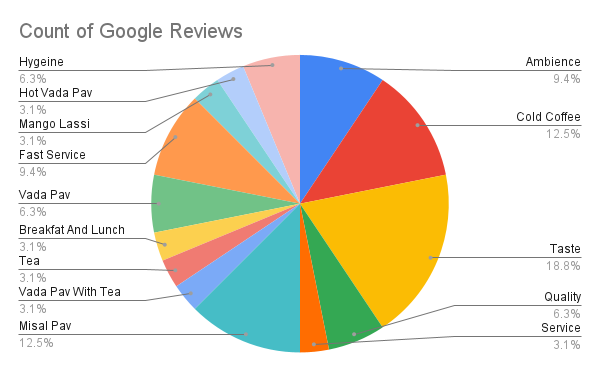 Count of Google Reviews
Hygeine
6.3%
Hot Vada Pav
3.1%
Mango Lassi
3.1%
Fast Service
9.4%
Vada Pav
6.3%
Breakfat And Lunch
3.1%
Tea
3.1%
Vada Pav With Tea
3.1%
Misal Pav
12.5%
Ambience
9.4%
Cold Coffee
12.5%
Taste
18.8%
Quality
6.3%
Service
3.1%